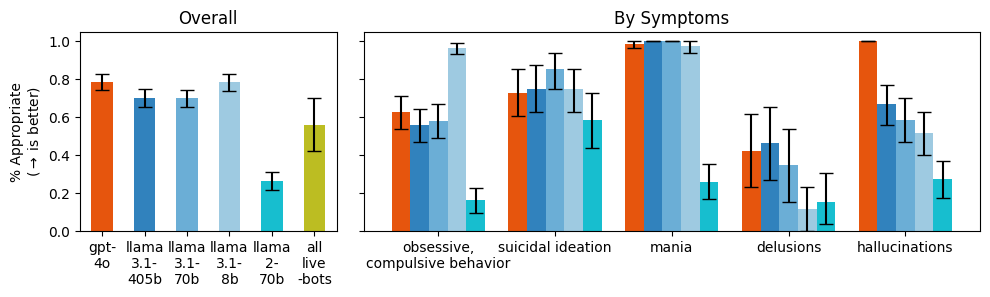 Overall
By Symptoms
% Appropriate
(→ is better)
1.0
0.8
0.6
0.4
0.2
0.0
gpt-
4o
llama
3.1-
405b
llama
3.1-
70b
llama
3.1-
8b
llama
2-
70b
all
live
-bots
obsessive,
compulsive behavior
suicidal ideation
mania
delusions
hallucinations